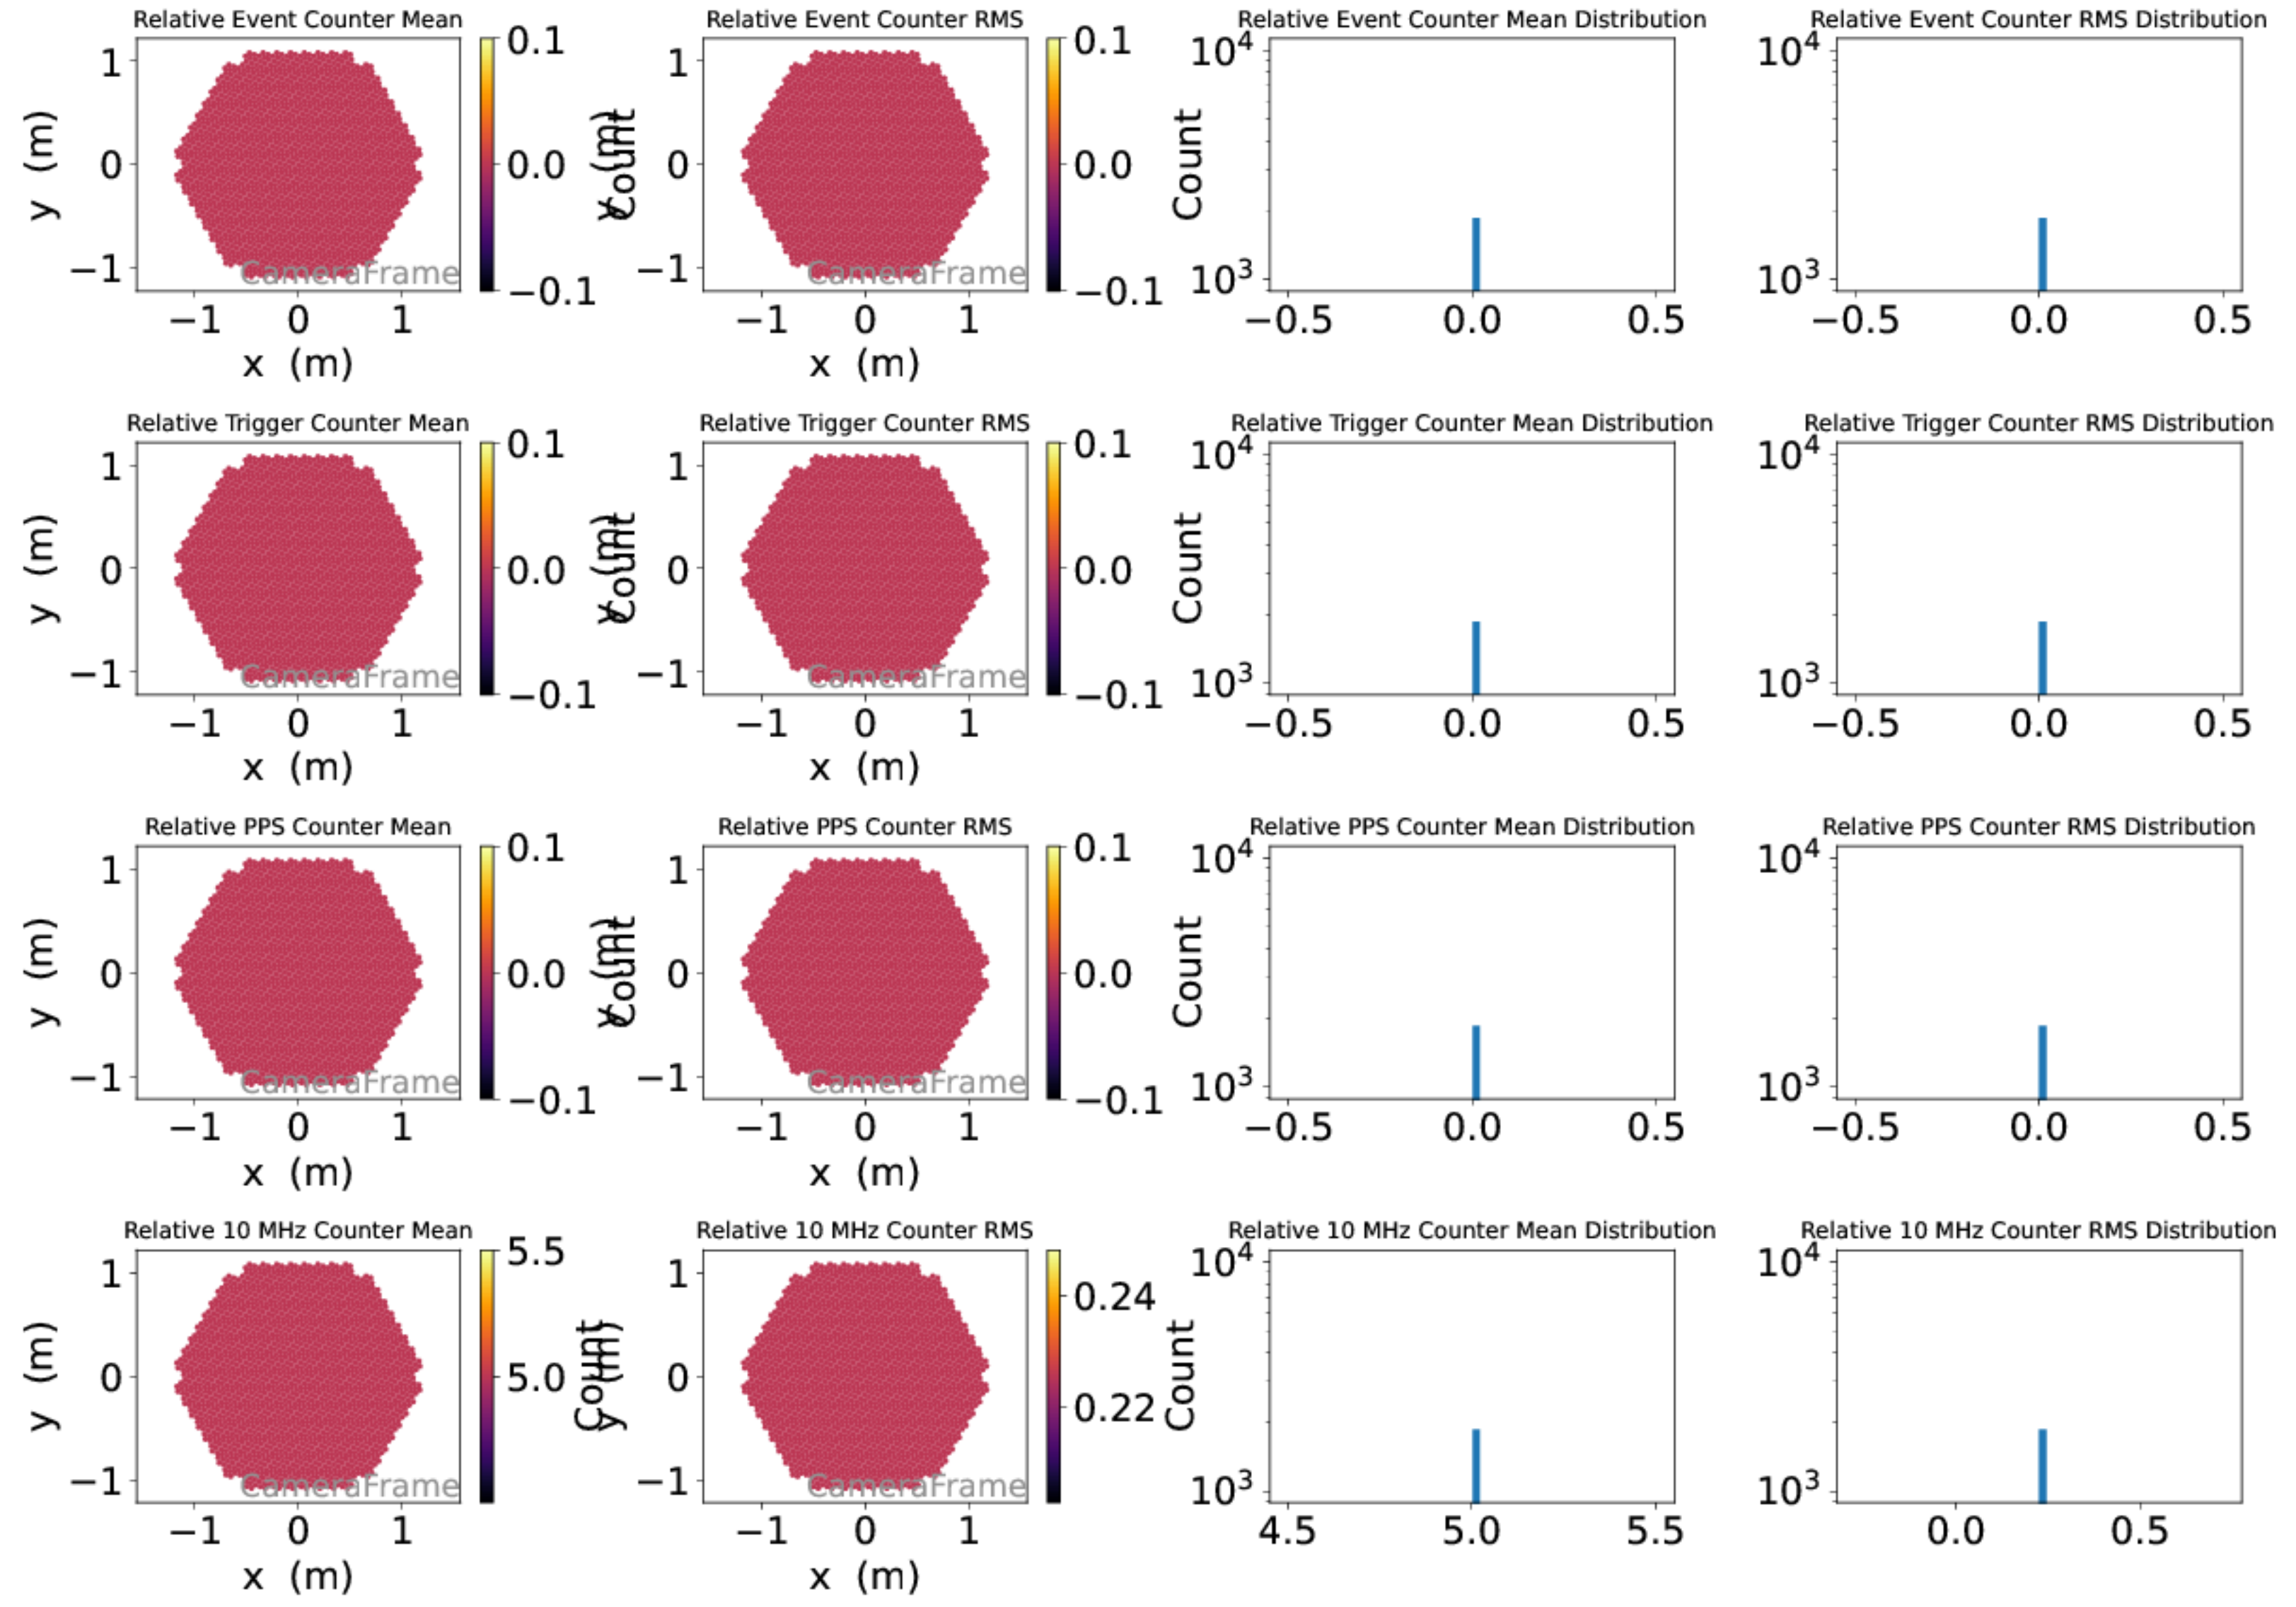 Relative Event Counter Mean
Relative Event Counter RMS
Relative Event Counter Mean Distribution
Relative Event Counter RMS Distribution
y (m)
1
0
−1
CameraFrame
−1 0 1
x (m)
0.1
0.0
−0.1
y (m)
1
0
−1
CameraFrame
−1 0 1
x (m)
0.1
0.0
−0.1
Count
10⁴
10³
−0.5 0.0 0.5
Count
10⁴
10³
−0.5 0.0 0.5
Relative Trigger Counter Mean
Relative Trigger Counter RMS
Relative Trigger Counter Mean Distribution
Relative Trigger Counter RMS Distribution
y (m)
1
0
−1
CameraFrame
−1 0 1
x (m)
0.1
0.0
−0.1
y (m)
1
0
−1
CameraFrame
−1 0 1
x (m)
0.1
0.0
−0.1
Count
10⁴
10³
−0.5 0.0 0.5
Count
10⁴
10³
−0.5 0.0 0.5
Relative PPS Counter Mean
Relative PPS Counter RMS
Relative PPS Counter Mean Distribution
Relative PPS Counter RMS Distribution
y (m)
1
0
−1
CameraFrame
−1 0 1
x (m)
0.1
0.0
−0.1
y (m)
1
0
−1
CameraFrame
−1 0 1
x (m)
0.1
0.0
−0.1
Count
10⁴
10³
−0.5 0.0 0.5
Count
10⁴
10³
−0.5 0.0 0.5
Relative 10 MHz Counter Mean
Relative 10 MHz Counter RMS
Relative 10 MHz Counter Mean Distribution
Relative 10 MHz Counter RMS Distribution
y (m)
1
0
−1
CameraFrame
−1 0 1
x (m)
5.5
5.0
Count
y (m)
1
0
−1
CameraFrame
−1 0 1
x (m)
0.24
0.22
Count
10⁴
10³
4.5 5.0 5.5
10⁴
10³
0.0 0.5